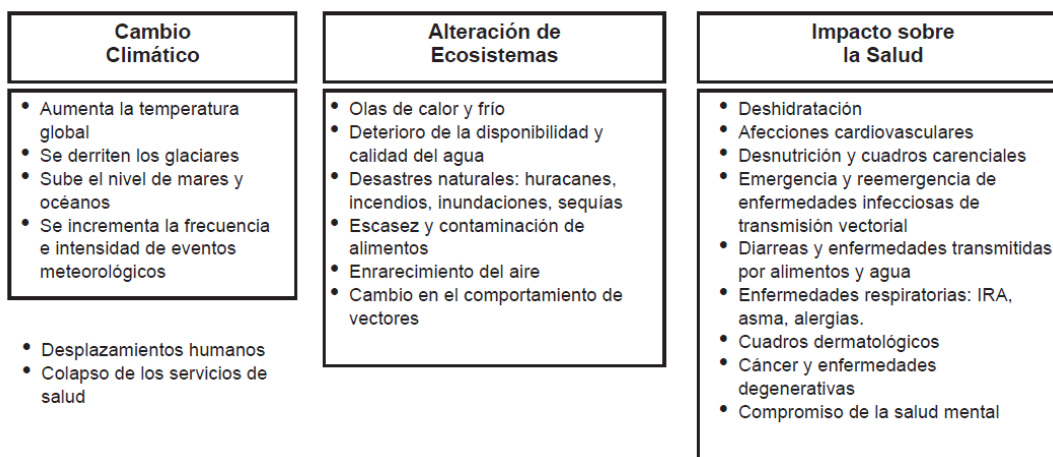 Cambio
Climático
• Aumenta la temperatura
global
• Se derriten los glaciares
• Sube el nivel de mares y
océanos
• Se incrementa la frecuencia
e intensidad de eventos
meteorológicos
• Desplazamientos humanos
• Colapso de los servicios de
salud
Alteración de
Ecosistemas
• Olas de calor y frío
• Deterioro de la disponibilidad y
calidad del agua
• Desastres naturales: huracanes,
incendios, inundaciones, sequías
• Escasez y contaminación de
alimentos
• Enrarecimiento del aire
• Cambio en el comportamiento de
vectores
Impacto sobre
la Salud
• Deshidratación
• Afecciones cardiovasculares
• Desnutrición y cuadros carenciales
• Emergencia y reemergencia de
enfermedades infecciosas de
transmisión vectorial
• Diarreas y enfermedades transmitidas
por alimentos y agua
• Enfermedades respiratorias: IRA,
asma, alergias.
• Cuadros dermatológicos
• Cáncer y enfermedades
degenerativas
• Compromiso de la salud mental